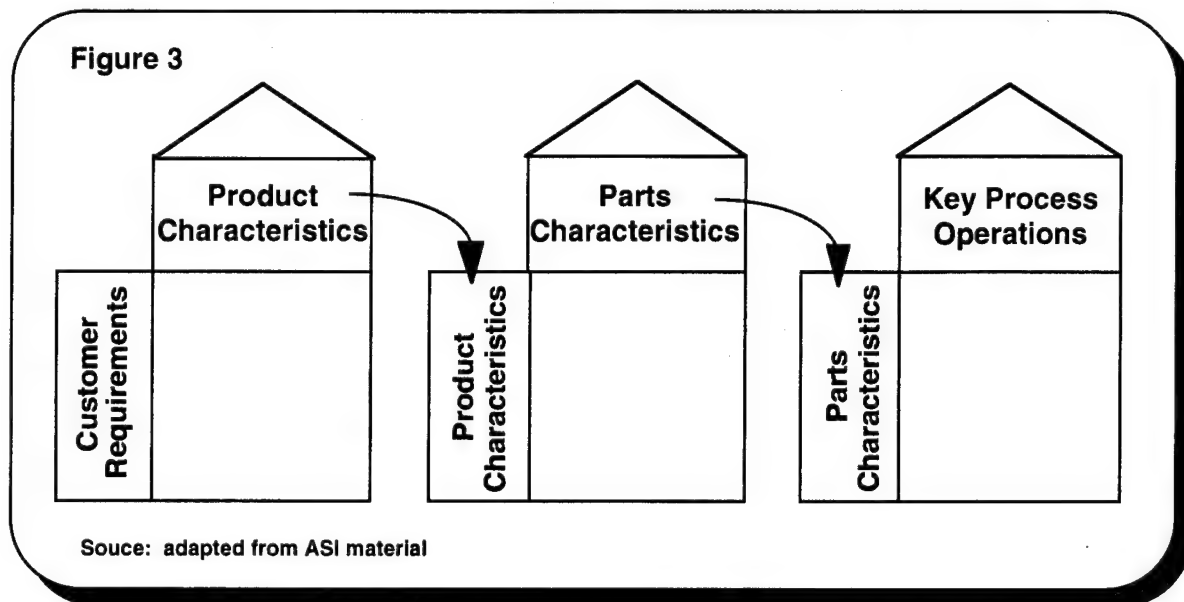 Figure 3
Product
Characteristics
Parts
Characteristics
Key Process
Operations
Customer
Requirements
Product
Characteristics
Parts
Characteristics
Souce: adapted from ASI material